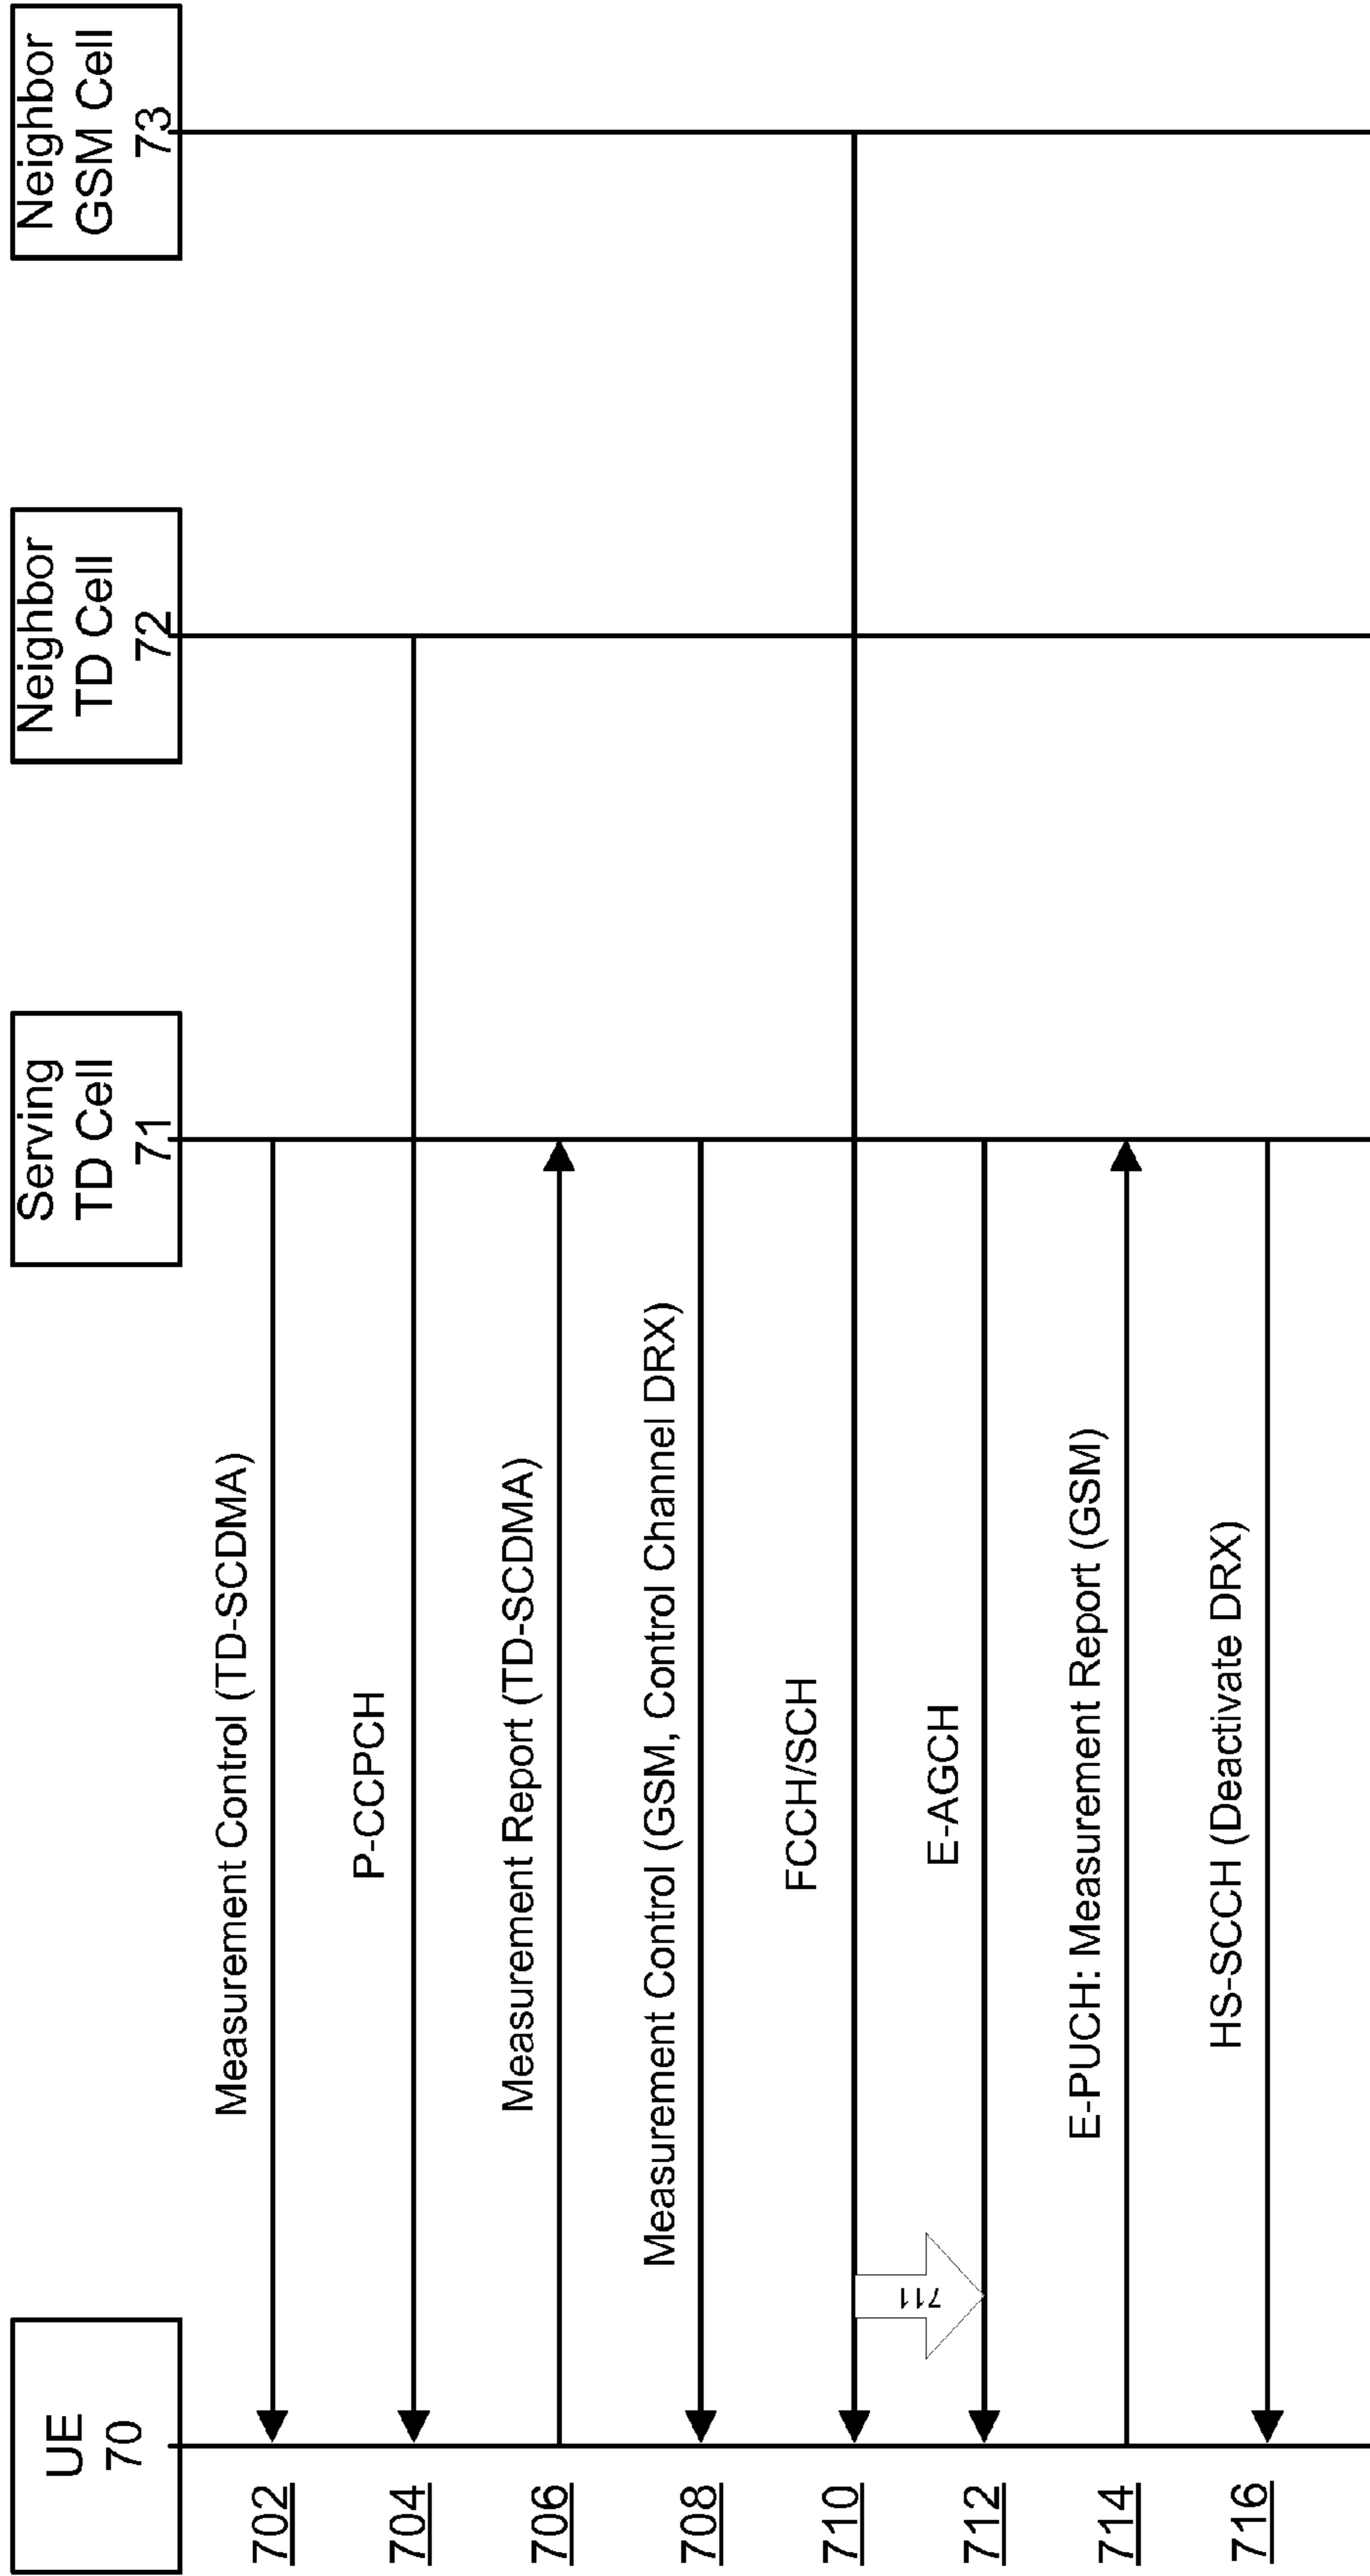 UE
70
Serving
TD Cell
71
Neighbor
TD Cell
72
Neighbor
GSM Cell
73
702
Measurement Control (TD-SCDMA)
704
P-CCPCH
706
Measurement Report (TD-SCDMA)
708
Measurement Control (GSM, Control Channel DRX)
710
FCCH/SCH
711
712
E-AGCH
714
E-PUCH: Measurement Report (GSM)
716
HS-SCCH (Deactivate DRX)